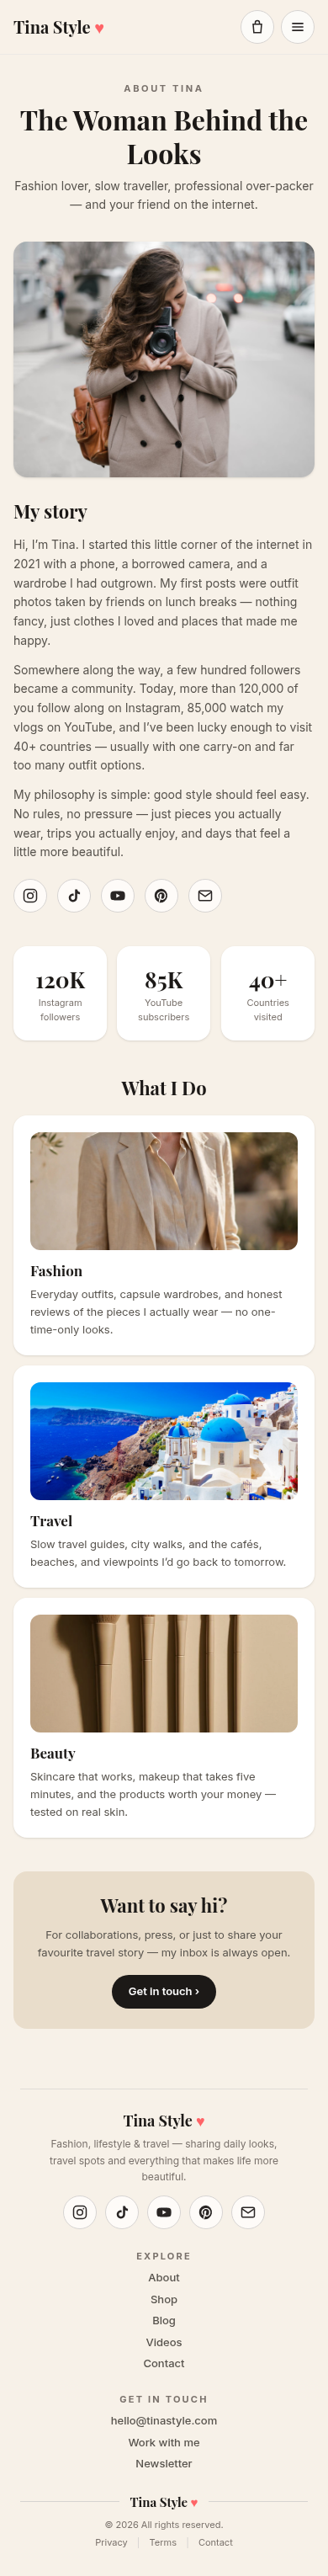 Tina Style ♥
ABOUT TINA
The Woman Behind the
Looks
Fashion lover, slow traveller, professional over-packer
— and your friend on the internet.
My story
Hi, I’m Tina. I started this little corner of the internet in
2021 with a phone, a borrowed camera, and a
wardrobe I had outgrown. My first posts were outfit
photos taken by friends on lunch breaks — nothing
fancy, just clothes I loved and places that made me
happy.
Somewhere along the way, a few hundred followers
became a community. Today, more than 120,000 of
you follow along on Instagram, 85,000 watch my
vlogs on YouTube, and I’ve been lucky enough to visit
40+ countries — usually with one carry-on and far
too many outfit options.
My philosophy is simple: good style should feel easy.
No rules, no pressure — just pieces you actually
wear, trips you actually enjoy, and days that feel a
little more beautiful.
120K
Instagram
followers
85K
YouTube
subscribers
40+
Countries
visited
What I Do
Fashion
Everyday outfits, capsule wardrobes, and honest
reviews of the pieces I actually wear — no one-
time-only looks.
Travel
Slow travel guides, city walks, and the cafés,
beaches, and viewpoints I’d go back to tomorrow.
Beauty
Skincare that works, makeup that takes five
minutes, and the products worth your money —
tested on real skin.
Want to say hi?
For collaborations, press, or just to share your
favourite travel story — my inbox is always open.
Get in touch ›
Tina Style ♥
Fashion, lifestyle & travel — sharing daily looks,
travel spots and everything that makes life more
beautiful.
EXPLORE
About
Shop
Blog
Videos
Contact
GET IN TOUCH
hello@tinastyle.com
Work with me
Newsletter
Tina Style ♥
© 2026 All rights reserved.
Privacy | Terms | Contact